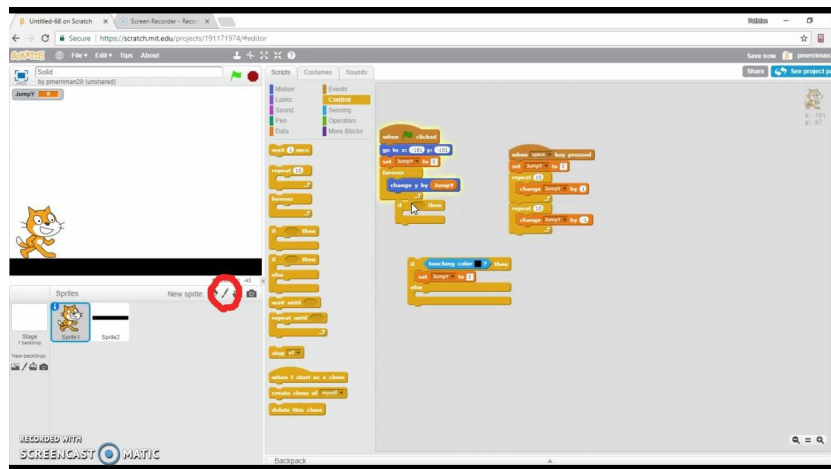 Untitled-68 on Scratch
Screen Recorder - Reco
Secure | https://scratch.mit.edu/projects/191171974/#editor
SCRATCH File Edit Tips About
Save now pmerriman
Solid
by pmerriman20 (unshared)
Scripts Costumes Sounds
Share See project p
JumpY
Motion Events
Looks Control
Sound Sensing
Pen Operators
Data More Blocks
X: -181
y: -97
wait 1 secs
repeat 10
forever
if then
if then
else
wait until
repeat until
stop all
when I start as a clone
create clone of myself
delete this clone
when clicked
go to x: -181 y: -101
set JumpY to
forever
change y by JumpY
if then
when space key pressed
set JumpY to
repeat 10
change JumpY by 1
repeat 10
change JumpY by -1
if touching color ? then
set JumpY to 0
else
Sprites New sprite:
Stage
1 backdrop
Sprite1 Sprite2
New backdrop:
RECORDED WITH
SCREENCAST MATIC
Backpack